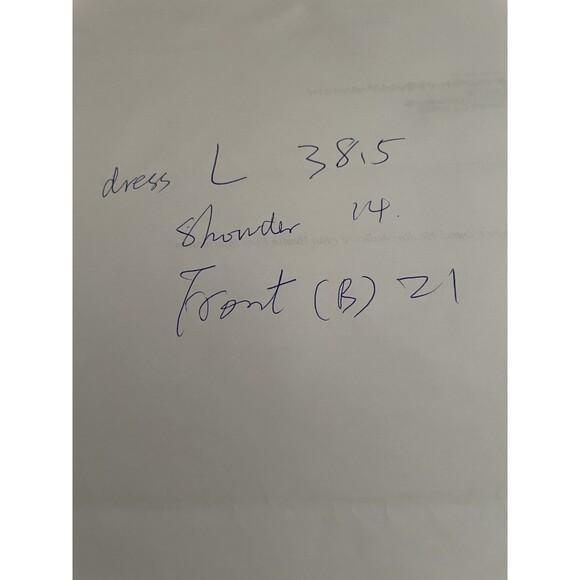 dress L 38.5
Shouder 14.
Front (B) 21